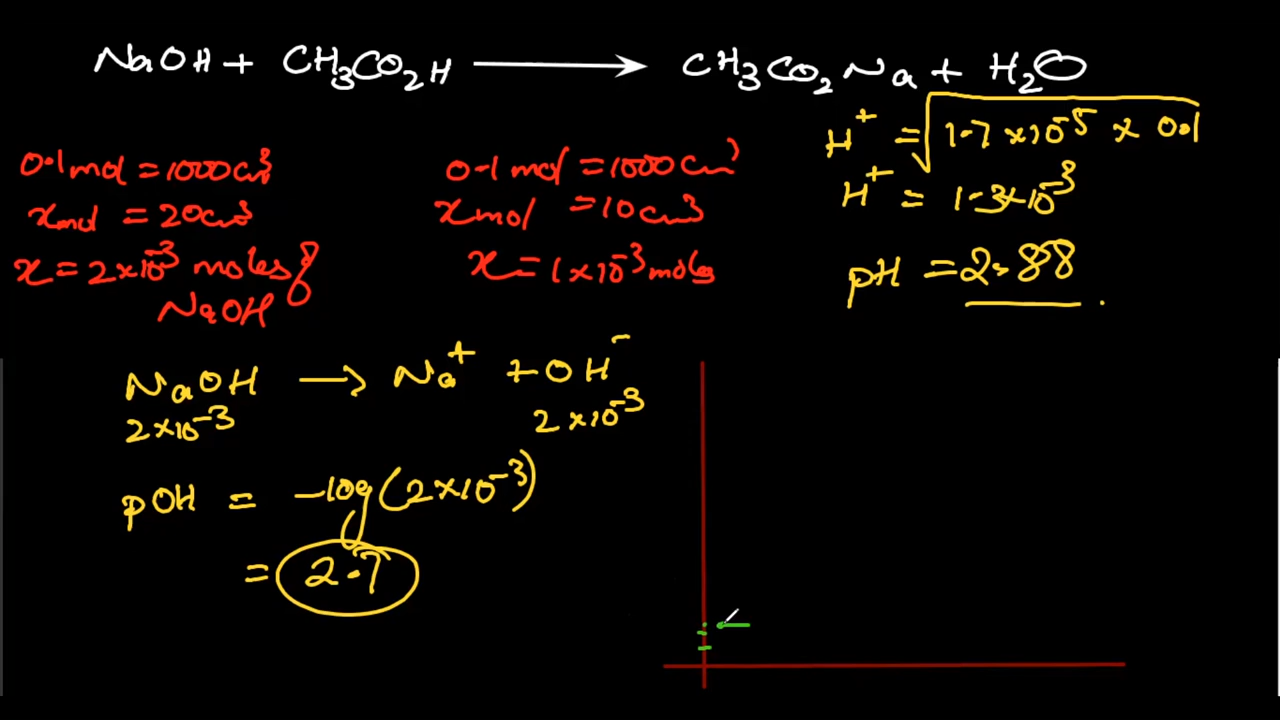 NaOH + CH₃CO₂H ⟶ CH₃CO₂Na + H₂O
0.1 mol = 1000 cm³
x mol = 20 cm³
x = 2×10⁻³ moles of
NaOH
0.1 mol = 1000 cm³
x mol = 10 cm³
x = 1×10⁻³ moles
H⁺ = √(1.7×10⁻⁵ × 0.1
H⁺ = 1.3×10⁻³
pH = 2.88.
NaOH → Na⁺ + OH⁻
2×10⁻³ 2×10⁻³
pOH = −log(2×10⁻³)
= 2.7